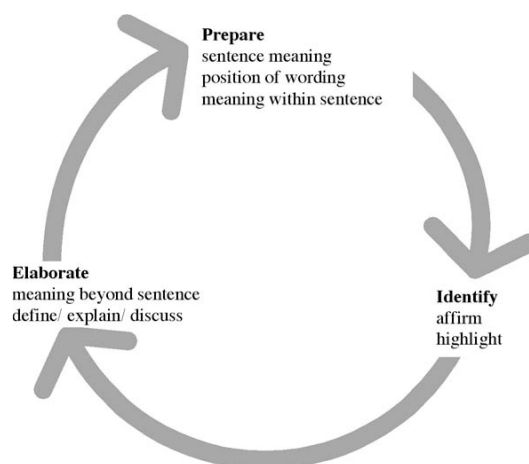 Prepare
sentence meaning
position of wording
meaning within sentence
Identify
affirm
highlight
Elaborate
meaning beyond sentence
define/ explain/ discuss